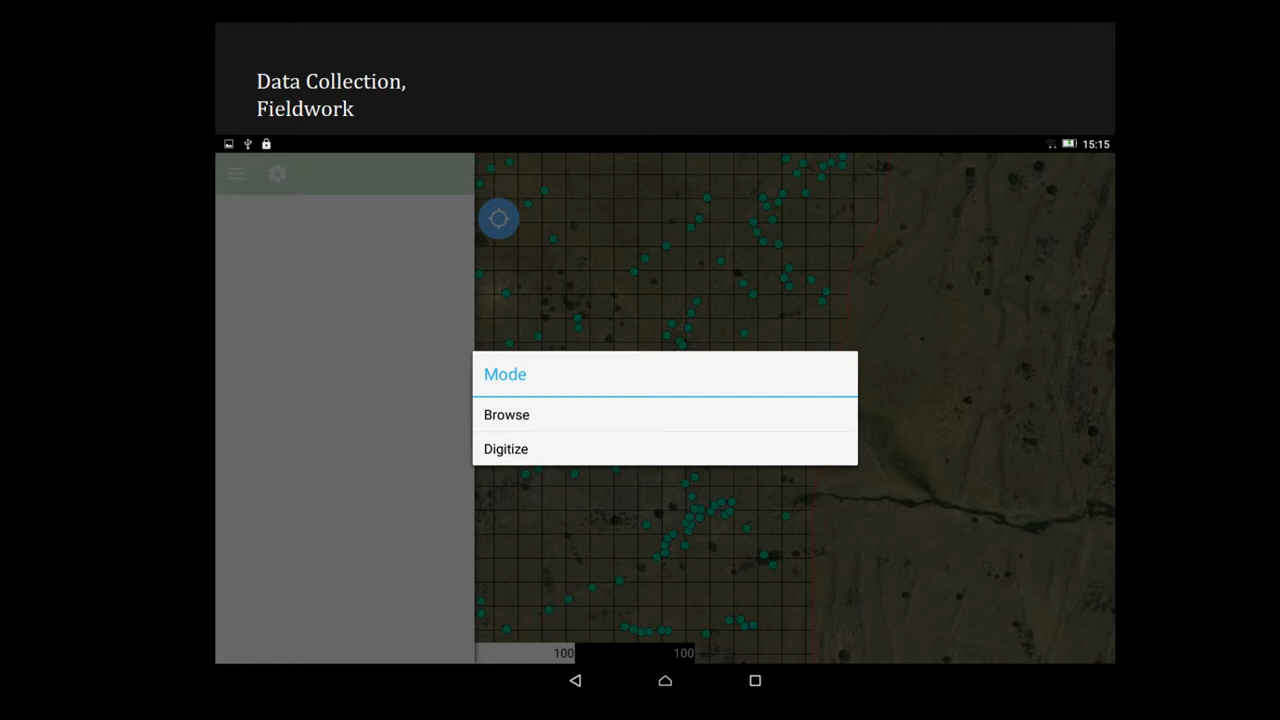 Data Collection,
Fieldwork
15:15
Mode
Browse
Digitize
100
100